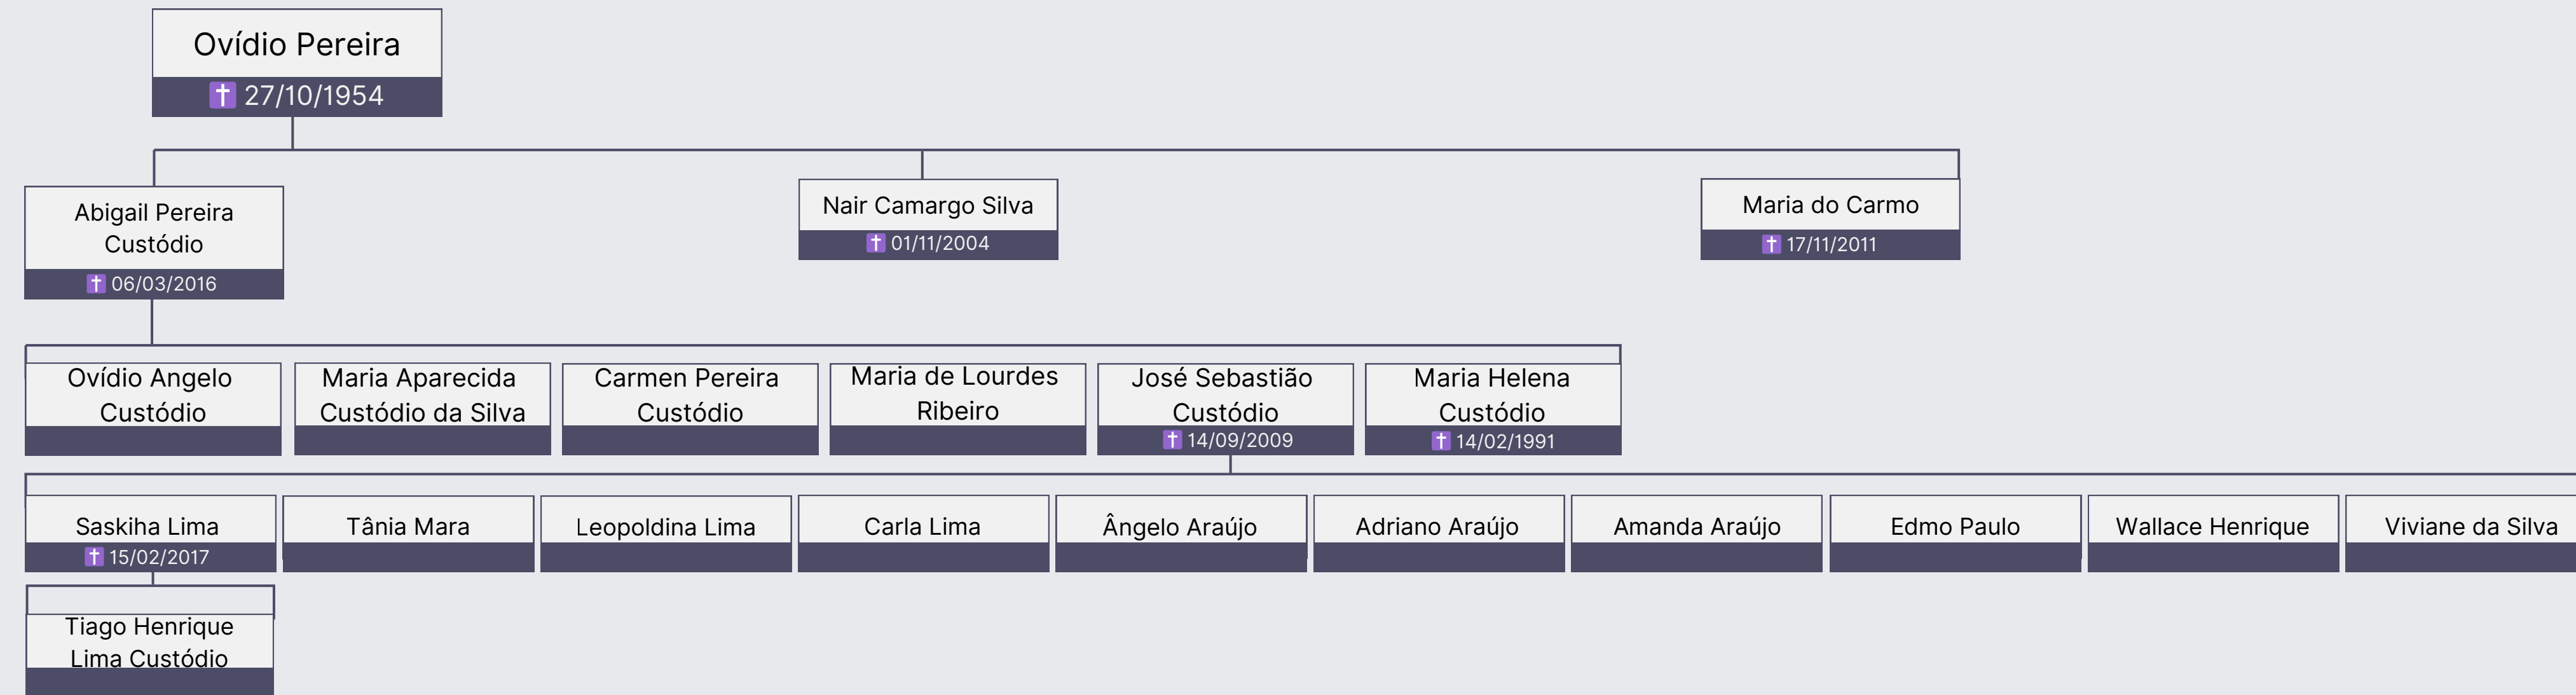 Ovídio Pereira
✝ 27/10/1954
Abigail Pereira
Custódio
✝ 06/03/2016
Nair Camargo Silva
✝ 01/11/2004
Maria do Carmo
✝ 17/11/2011
Ovídio Angelo
Custódio
Maria Aparecida
Custódio da Silva
Carmen Pereira
Custódio
Maria de Lourdes
Ribeiro
José Sebastião
Custódio
✝ 14/09/2009
Maria Helena
Custódio
✝ 14/02/1991
Saskiha Lima
✝ 15/02/2017
Tânia Mara
Leopoldina Lima
Carla Lima
Ângelo Araújo
Adriano Araújo
Amanda Araújo
Edmo Paulo
Wallace Henrique
Viviane da Silva
Tiago Henrique
Lima Custódio